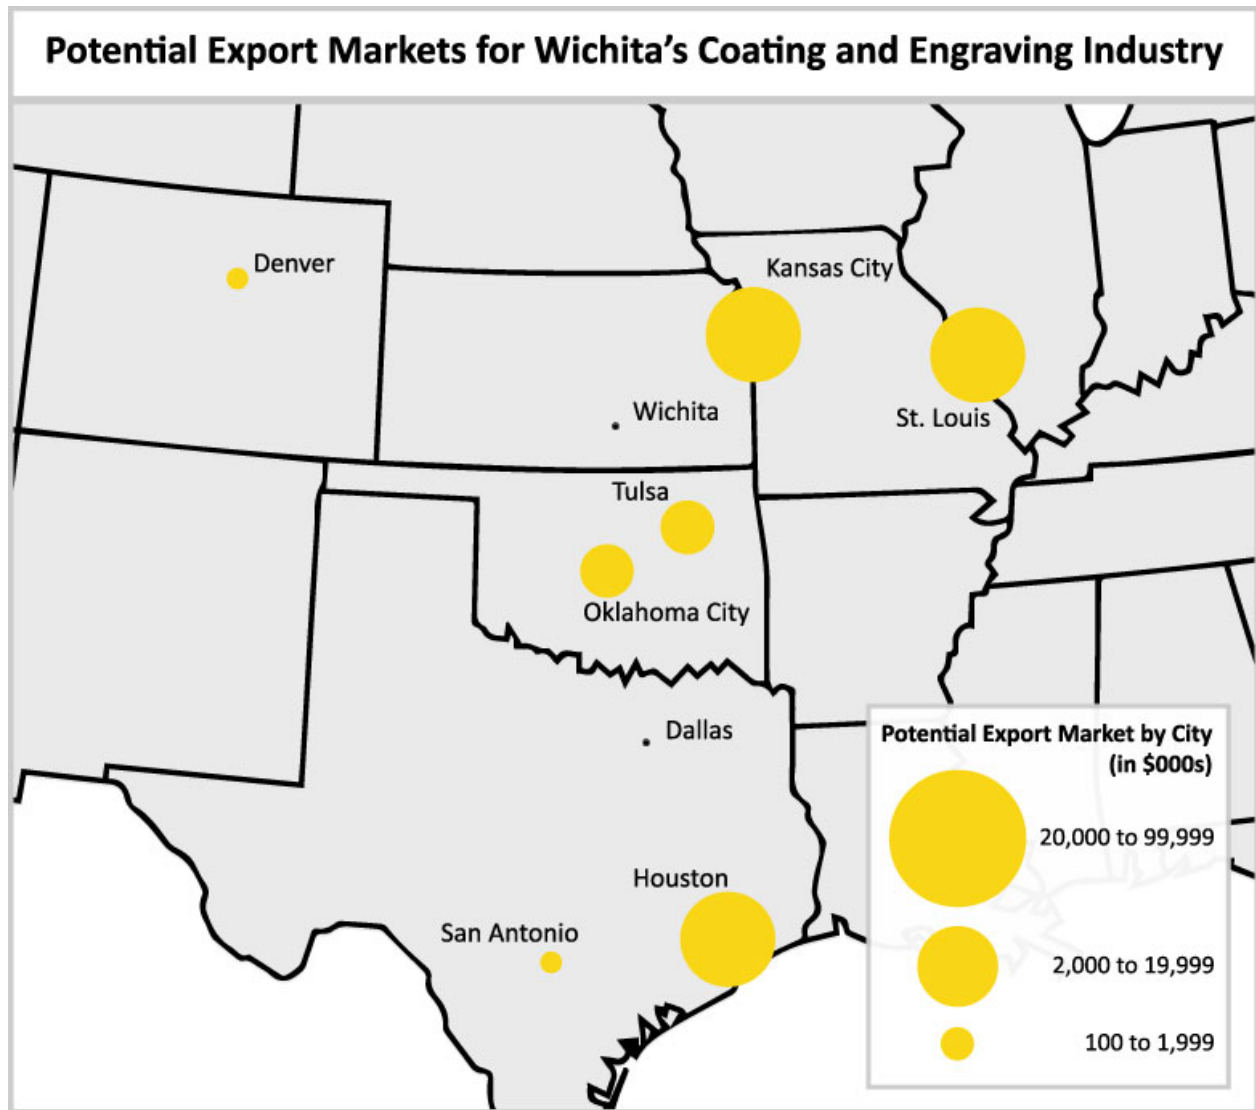 Potential Export Markets for Wichita's Coating and Engraving Industry
Denver
Kansas City
Wichita
St. Louis
Tulsa
Oklahoma City
Dallas
Houston
San Antonio
Potential Export Market by City
(in $000s)
20,000 to 99,999
2,000 to 19,999
100 to 1,999